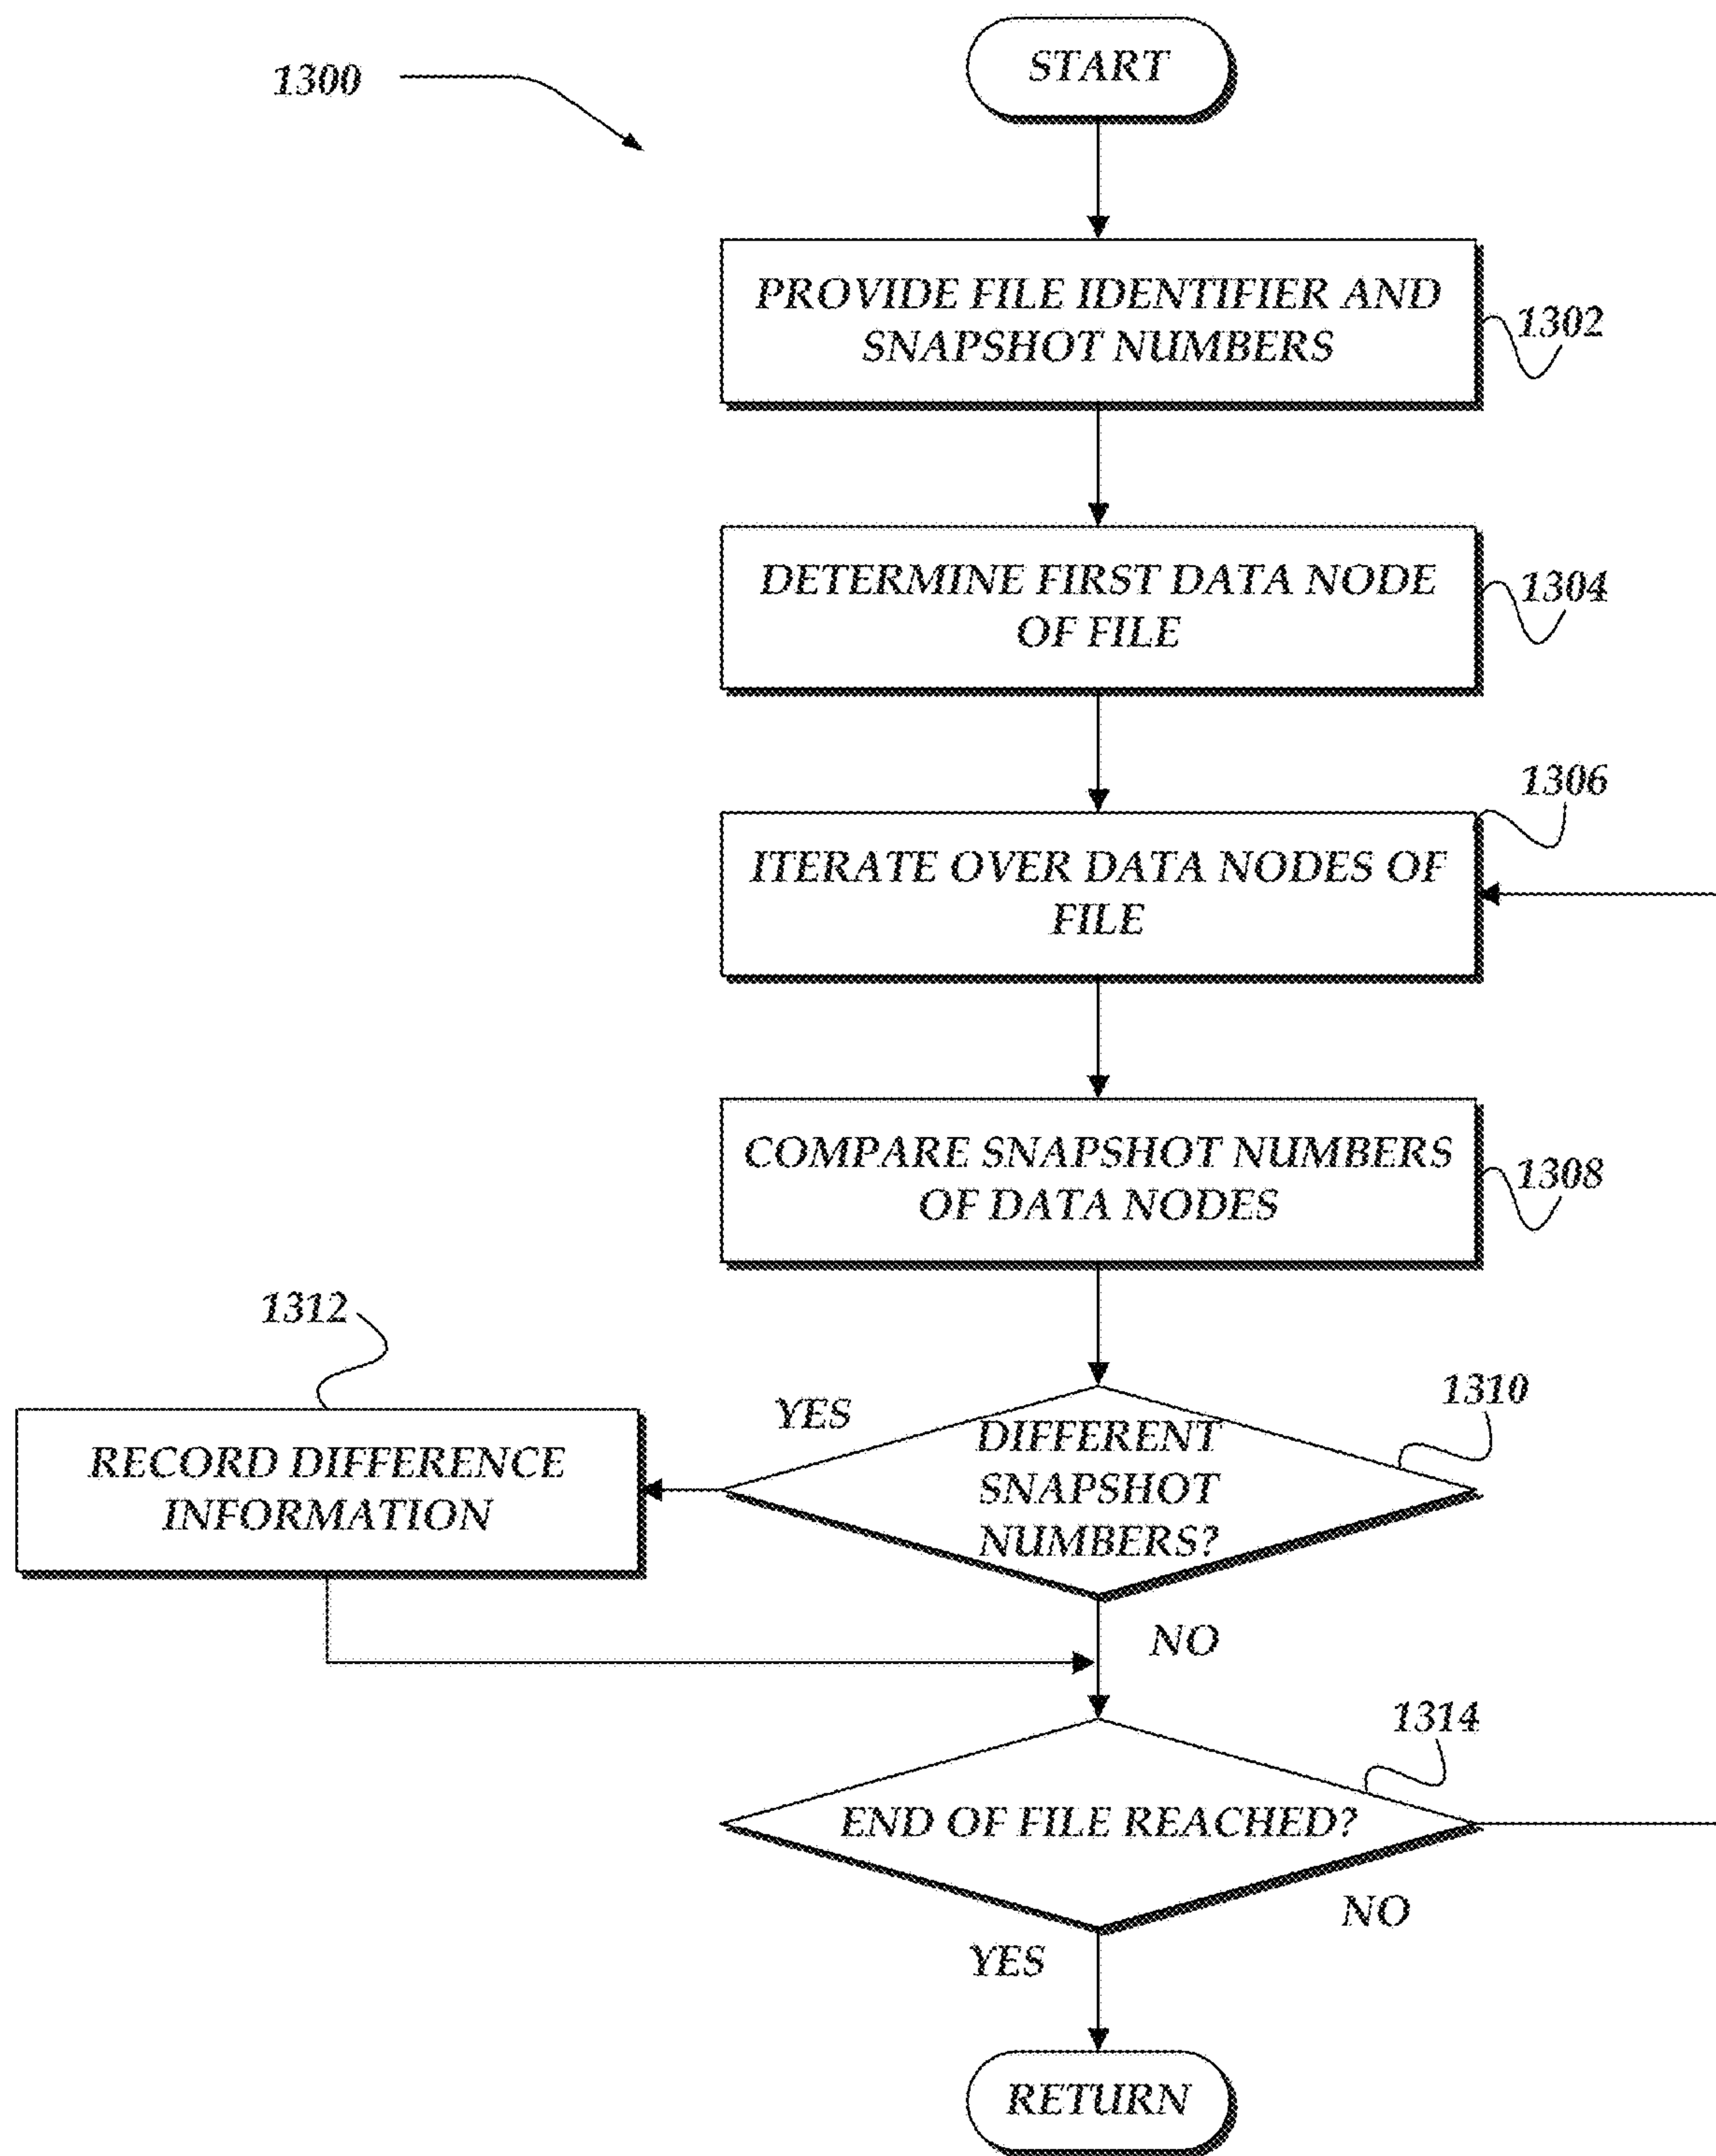 START
1300
PROVIDE FILE IDENTIFIER AND
SNAPSHOT NUMBERS
1302
DETERMINE FIRST DATA NODE
OF FILE
1304
1306
ITERATE OVER DATA NODES OF
FILE
COMPARE SNAPSHOT NUMBERS
OF DATA NODES
1308
1312
1310
YES
DIFFERENT
SNAPSHOT
NUMBERS?
RECORD DIFFERENCE
INFORMATION
NO
1314
END OF FILE REACHED?
NO
YES
RETURN